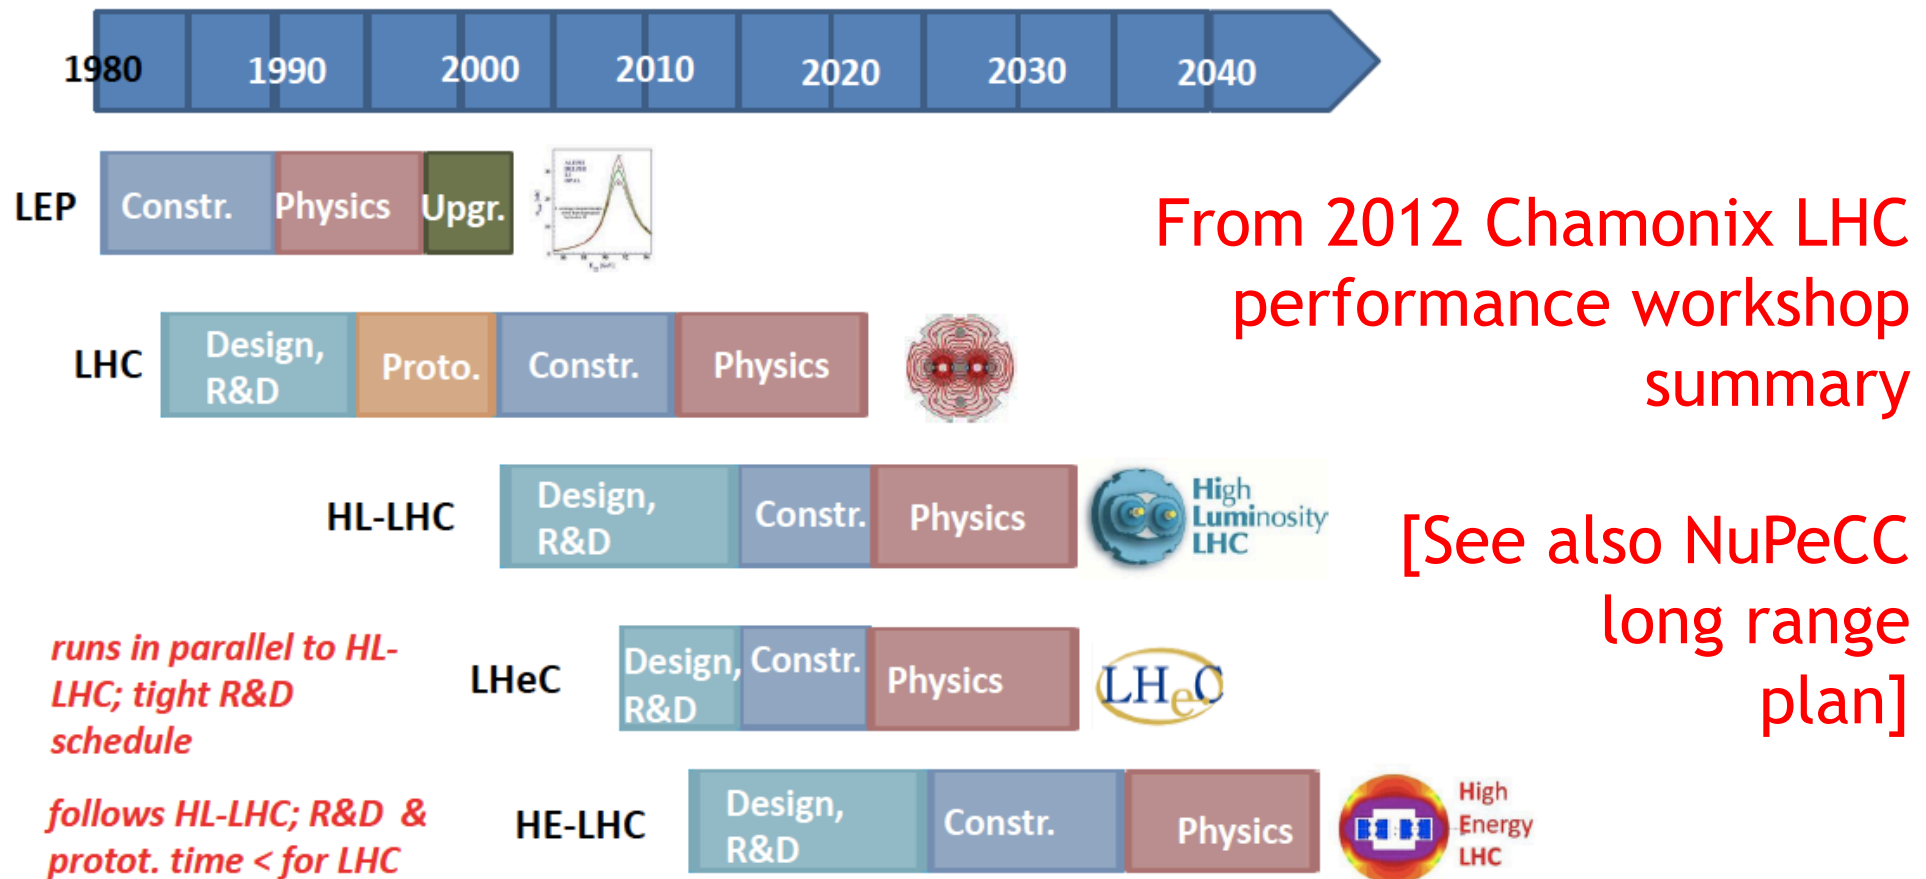 1980 1990 2000 2010 2020 2030 2040
LEP Constr. Physics Upgr.
From 2012 Chamonix LHC
performance workshop
summary
LHC Design,
R&D
Proto. Constr. Physics
HL-LHC Design,
R&D
Constr. Physics
High
Luminosity
LHC
[See also NuPeCC
long range
plan]
runs in parallel to HL-
LHC; tight R&D
schedule
LHeC Design,
R&D
Constr. Physics
LHeC
follows HL-LHC; R&D &
protot. time < for LHC
HE-LHC Design,
R&D
Constr. Physics
High
Energy
LHC